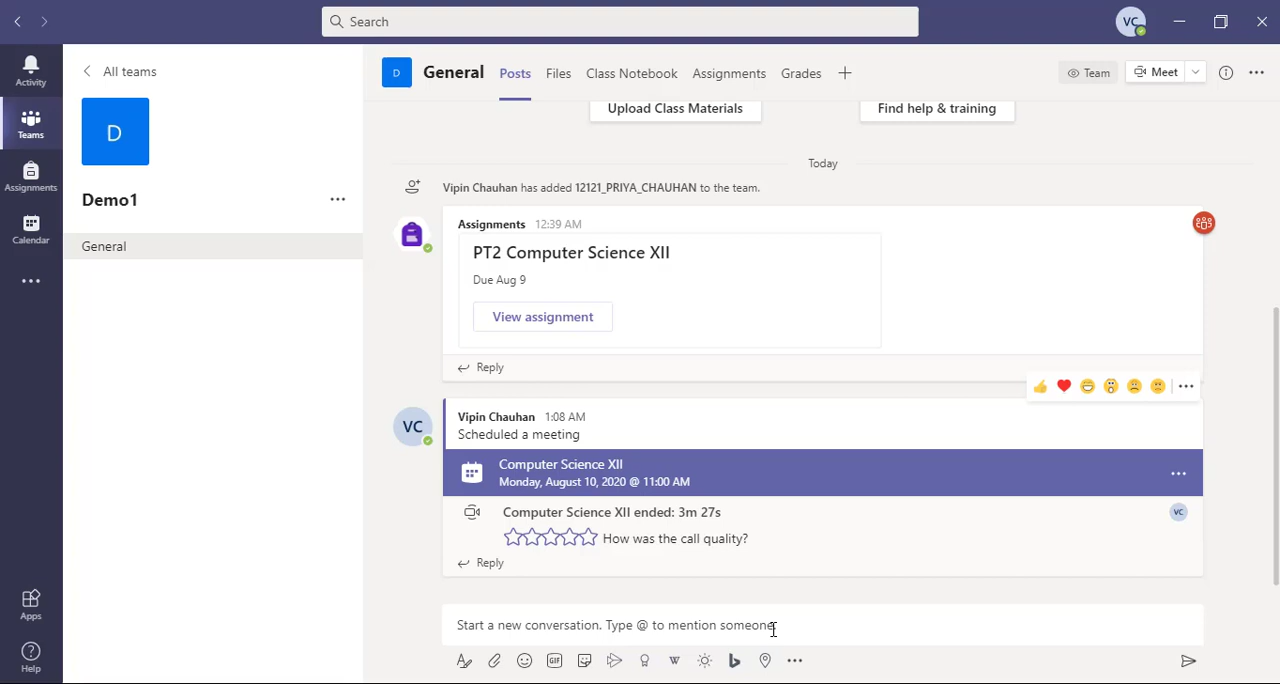 Search
VC
Activity
Teams
Assignments
Calendar
Apps
Help
All teams
D
Demo1
General
D
General
Posts
Files
Class Notebook
Assignments
Grades
Team
Meet
Upload Class Materials
Find help & training
Today
Vipin Chauhan has added 12121_PRIYA_CHAUHAN to the team.
Assignments 12:39 AM
PT2 Computer Science XII
Due Aug 9
View assignment
Reply
VC
Vipin Chauhan 1:08 AM
Scheduled a meeting
Computer Science XII
Monday, August 10, 2020 @ 11:00 AM
Computer Science XII ended: 3m 27s
VC
How was the call quality?
Reply
Start a new conversation. Type @ to mention someone.
GIF